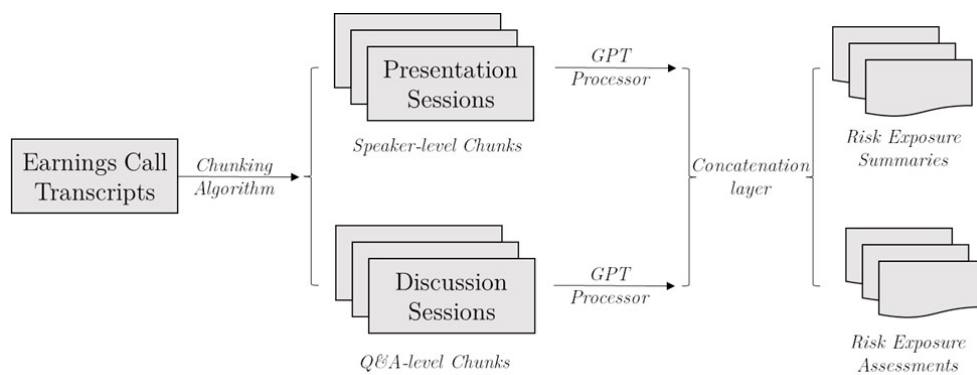 Earnings Call
Transcripts
Chunking
Algorithm
Presentation
Sessions
Speaker-level Chunks
GPT
Processor
Discussion
Sessions
Q&A-level Chunks
GPT
Processor
Concatenation
layer
Risk Exposure
Summaries
Risk Exposure
Assessments